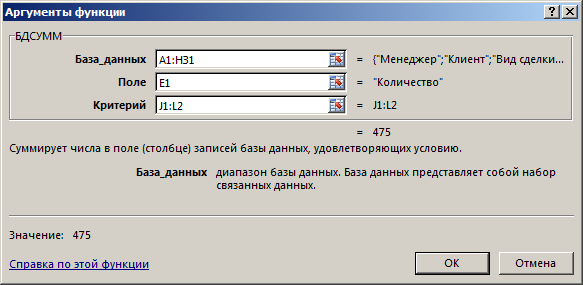 Аргументы функции
БДСУММ
База_данных A1:H31 = {"Менеджер";"Клиент";"Вид сделки...
Поле E1 = "Количество"
Критерий J1:L2 = J1:L2
= 475
Суммирует числа в поле (столбце) записей базы данных, удовлетворяющих условию.
База_данных диапазон базы данных. База данных представляет собой набор
связанных данных.
Значение: 475
Справка по этой функции ОК Отмена